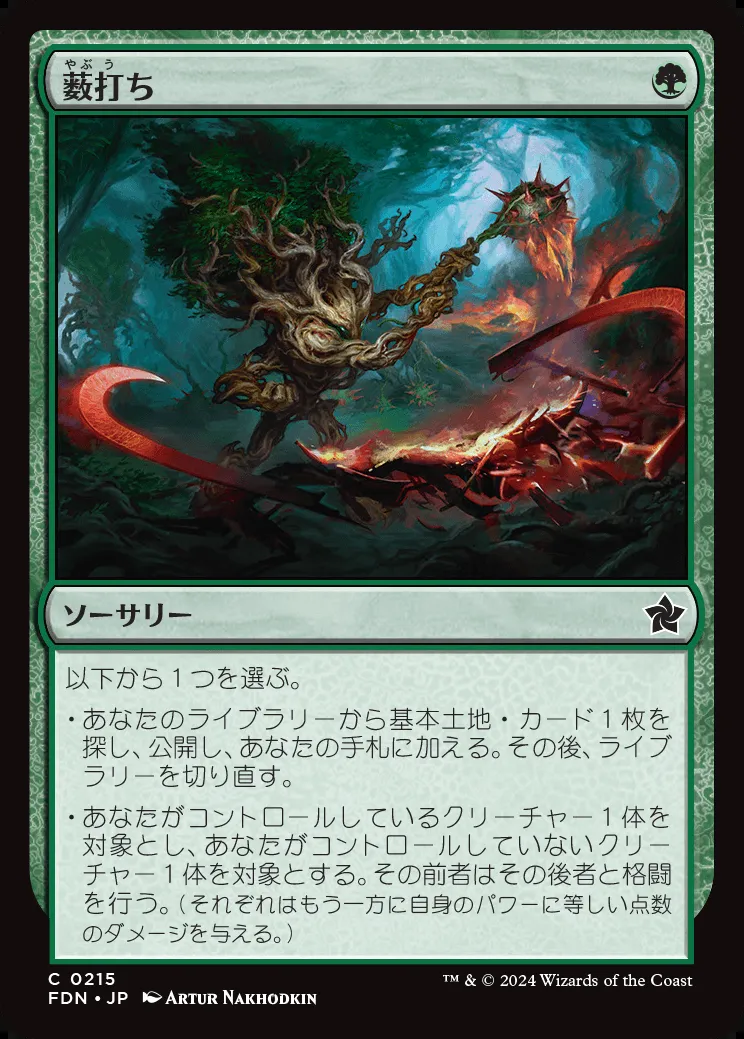 やぶう
薮打ち
ソーサリー
以下から１つを選ぶ。
・あなたのライブラリーから基本土地・カード１枚を
探し、公開し、あなたの手札に加える。その後、ライブ
ラリーを切り直す。
・あなたがコントロールしているクリーチャー１体を
対象とし、あなたがコントロールしていないクリー
チャー１体を対象とする。その前者はその後者と格闘
を行う。（それぞれはもう一方に自身のパワーに等しい点数
のダメージを与える。）
C 0215
FDN • JP ARTUR NAKHODKIN
™ & © 2024 Wizards of the Coast